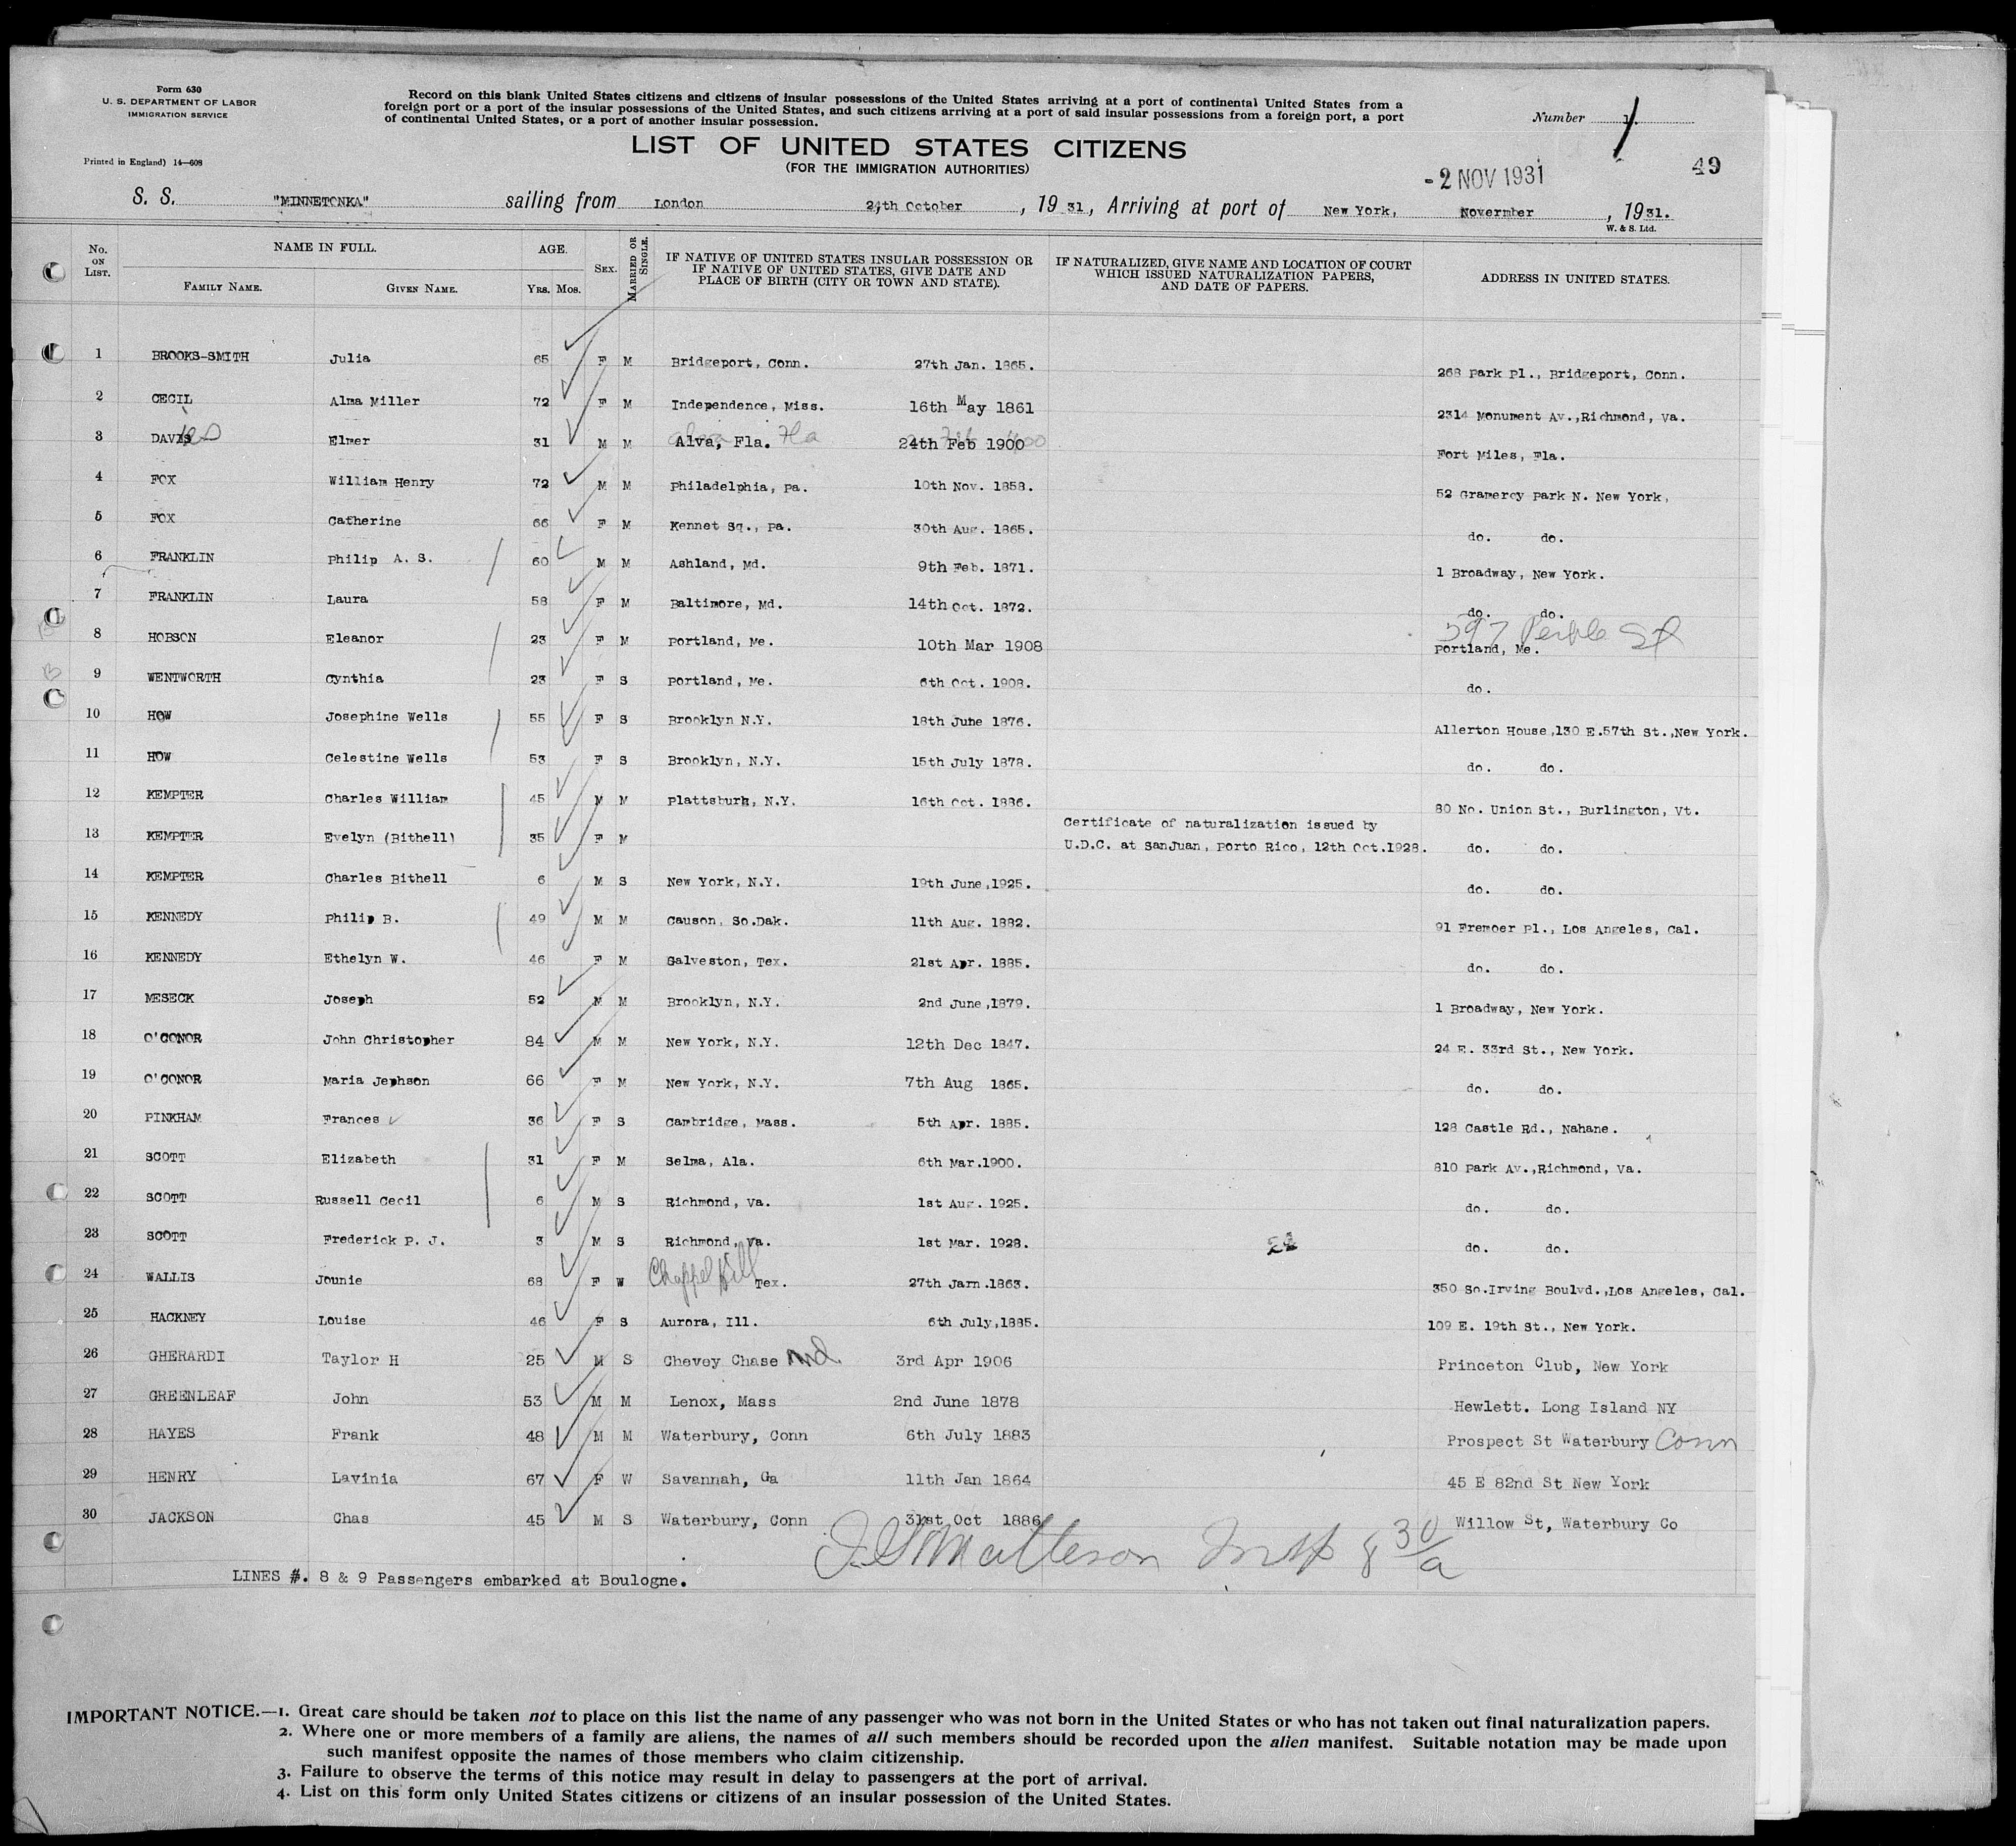 Form 630
U. S. DEPARTMENT OF LABOR
IMMIGRATION SERVICE
Printed in England) 14—608
Record on this blank United States citizens and citizens of insular possessions of the United States arriving at a port of continental United States from a
foreign port or a port of the insular possessions of the United States, and such citizens arriving at a port of said insular possessions from a foreign port, a port
of continental United States, or a port of another insular possession.
Number 1.
LIST OF UNITED STATES CITIZENS
(FOR THE IMMIGRATION AUTHORITIES)
- 2 NOV 1931
49
S. S. "MINNETONKA" sailing from London 24th October, 19 31, Arriving at port of New York, Novermber, 1931.
W. & S. Ltd.
No. ON LIST. NAME IN FULL. FAMILY NAME. GIVEN NAME. AGE. YRS. MOS. SEX. MARRIED OR SINGLE. IF NATIVE OF UNITED STATES INSULAR POSSESSION OR IF NATIVE OF UNITED STATES, GIVE DATE AND PLACE OF BIRTH (CITY OR TOWN AND STATE). IF NATURALIZED, GIVE NAME AND LOCATION OF COURT WHICH ISSUED NATURALIZATION PAPERS, AND DATE OF PAPERS. ADDRESS IN UNITED STATES.
1 BROOKS-SMITH Julia 65 F M Bridgeport, Conn. 27th Jan. 1865. 268 Park Pl., Bridgeport, Conn.
2 CECIL Alma Miller 72 F M Independence, Miss. 16th May 1861 2314 Monument Av.,Richmond, Va.
3 DAVIS Elmer 31 M M Alva, Fla. Fla 24th Feb 1900 Fort Miles, Fla.
4 FOX William Henry 72 M M Philadelphia, Pa. 10th Nov. 1858. 52 Gramercy Park N. New York,
5 FOX Catherine 66 F M Kennet Sq., Pa. 30th Aug. 1865. do. do.
6 FRANKLIN Philip A. S. 60 M M Ashland, Md. 9th Feb. 1871. 1 Broadway, New York.
7 FRANKLIN Laura 58 F M Baltimore, Md. 14th Oct. 1872. do. do.
8 HOBSON Eleanor 23 F M Portland, Me. 10th Mar 1908 Portland, Me.
9 WENTWORTH Cynthia 23 F S Portland, Me. 6th Oct. 1908. do.
10 HOW Josephine Wells 55 F S Brooklyn N.Y. 18th June 1876. Allerton House,130 E.57th St.,New York.
11 HOW Celestine Wells 53 F S Brooklyn, N.Y. 15th July 1878. do. do.
12 KEMPTER Charles William 45 M M Plattsburh, N.Y. 16th Oct. 1886. 80 No. Union St., Burlington, Vt.
13 KEMPTER Evelyn (Bithell) 35 F M Certificate of naturalization issued by
U.D.C. at SanJuan, Porto Rico, 12th Oct.1928. do. do.
14 KEMPTER Charles Bithell 6 M S New York, N.Y. 19th June,1925. do. do.
15 KENNEDY Philip B. 49 M M Causon, So.Dak. 11th Aug. 1882. 91 Fremoer Pl., Los Angeles, Cal.
16 KENNEDY Ethelyn W. 46 F M Galveston, Tex. 21st Apr. 1885. do. do.
17 MESECK Joseph 52 M M Brooklyn, N.Y. 2nd June,1879. 1 Broadway, New York.
18 O'CONOR John Christopher 84 M M New York, N.Y. 12th Dec 1847. 24 E. 33rd St., New York.
19 O'CONOR Maria Jephson 66 F M New York, N.Y. 7th Aug 1865. do. do.
20 PINKHAM Frances 36 F S Cambridge, Mass. 5th Apr. 1885. 128 Castle Rd., Nahane.
21 SCOTT Elizabeth 31 F M Selma, Ala. 6th Mar.1900. 810 Park Av.,Richmond, Va.
22 SCOTT Russell Cecil 6 M S Richmond, Va. 1st Aug. 1925. do. do.
23 SCOTT Frederick P. J. 3 M S Richmond, Va. 1st Mar. 1928. do. do.
24 WALLIS Jounie 68 F W Chappel Hill Tex. 27th Jarn.1863. 350 So.Irving Boulvd.,Los Angeles, Cal.
25 HACKNEY Louise 46 F S Aurora, Ill. 6th July,1885. 109 E. 19th St., New York.
26 GHERARDI Taylor H 25 M S Chevey Chase Md. 3rd Apr 1906 Princeton Club, New York
27 GREENLEAF John 53 M M Lenox, Mass 2nd June 1878 Hewlett. Long Island NY
28 HAYES Frank 48 M M Waterbury, Conn 6th July 1883 Prospect St Waterbury Conn
29 HENRY Lavinia 67 F W Savannah, Ga 11th Jan 1864 45 E 82nd St New York
30 JACKSON Chas 45 M S Waterbury, Conn 31st Oct 1886 Willow St, Waterbury Co
J. S. Matteson Insp 8 30/a
LINES #. 8 & 9 Passengers embarked at Boulogne.
IMPORTANT NOTICE.—1. Great care should be taken not to place on this list the name of any passenger who was not born in the United States or who has not taken out final naturalization papers.
2. Where one or more members of a family are aliens, the names of all such members should be recorded upon the alien manifest. Suitable notation may be made upon
such manifest opposite the names of those members who claim citizenship.
3. Failure to observe the terms of this notice may result in delay to passengers at the port of arrival.
4. List on this form only United States citizens or citizens of an insular possession of the United States.